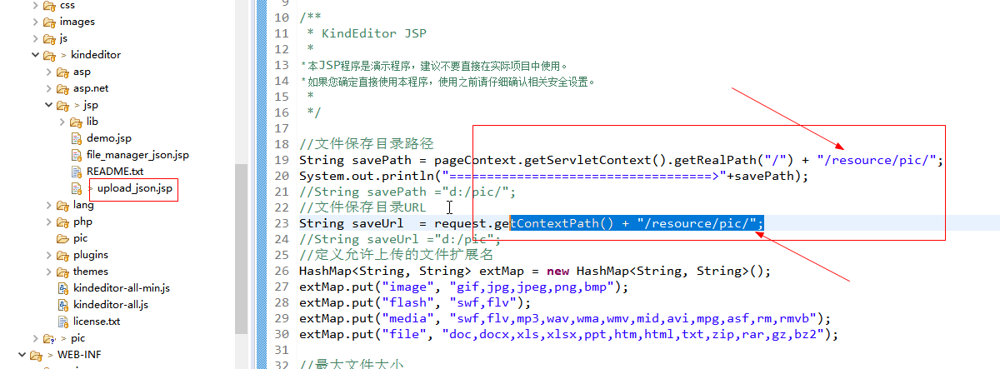 css
images
js
> kindeditor
asp
asp.net
> jsp
> lib
demo.jsp
file_manager_json.jsp
README.txt
> upload_json.jsp
lang
php
pic
plugins
themes
kindeditor-all-min.js
kindeditor-all.js
license.txt
> pic
> WEB-INF
9
10 /**
11 * KindEditor JSP
12 *
13 * 本JSP程序是演示程序，建议不要直接在实际项目中使用。
14 * 如果您确定直接使用本程序，使用之前请仔细确认相关安全设置。
15 *
16 */
17
18 //文件保存目录路径
19 String savePath = pageContext.getServletContext().getRealPath("/") + "/resource/pic/";
20 System.out.println("===================================>"+savePath);
21 //String savePath ="d:/pic/";
22 //文件保存目录URL
23 String saveUrl  = request.getContextPath() + "/resource/pic/";
24 //String saveUrl ="d:/pic";
25 //定义允许上传的文件扩展名
26 HashMap<String, String> extMap = new HashMap<String, String>();
27 extMap.put("image", "gif,jpg,jpeg,png,bmp");
28 extMap.put("flash", "swf,flv");
29 extMap.put("media", "swf,flv,mp3,wav,wma,wmv,mid,avi,mpg,asf,rm,rmvb");
30 extMap.put("file", "doc,docx,xls,xlsx,ppt,htm,html,txt,zip,rar,gz,bz2");
31
32 //最大文件大小